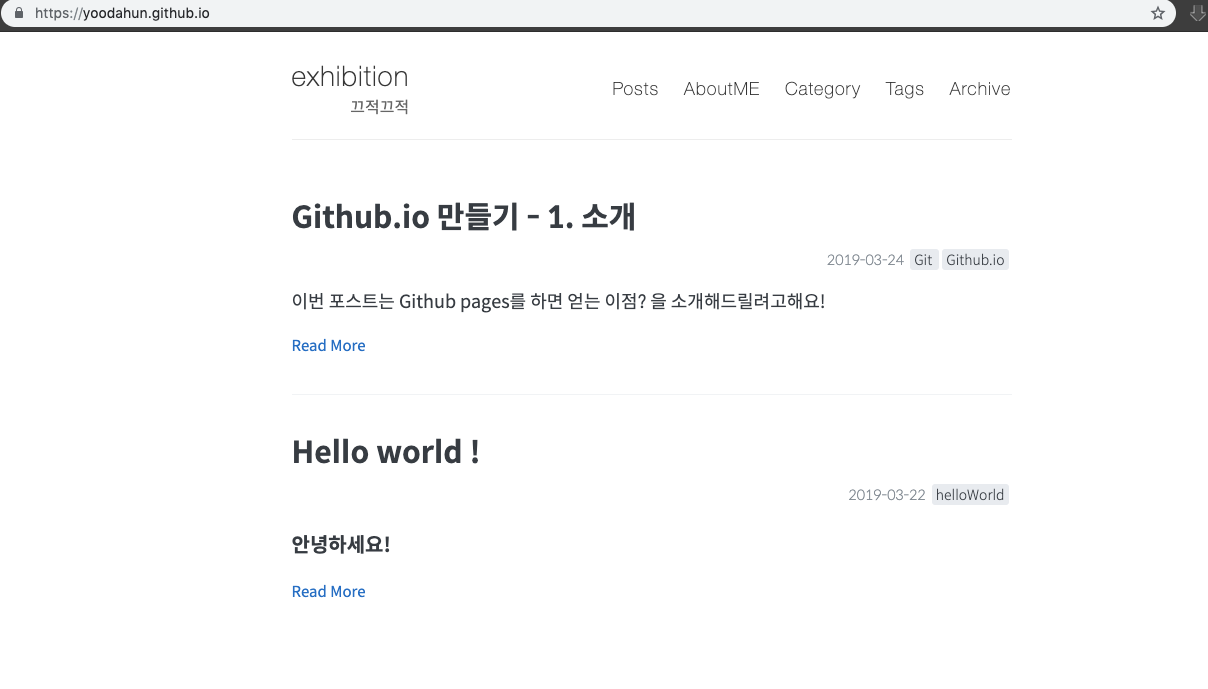 https://yoodahun.github.io
exhibition
끄적끄적
Posts AboutME Category Tags Archive
Github.io 만들기 - 1. 소개
2019-03-24 Git Github.io
이번 포스트는 Github pages를 하면 얻는 이점? 을 소개해드릴려고해요!
Read More
Hello world !
2019-03-22 helloWorld
안녕하세요!
Read More